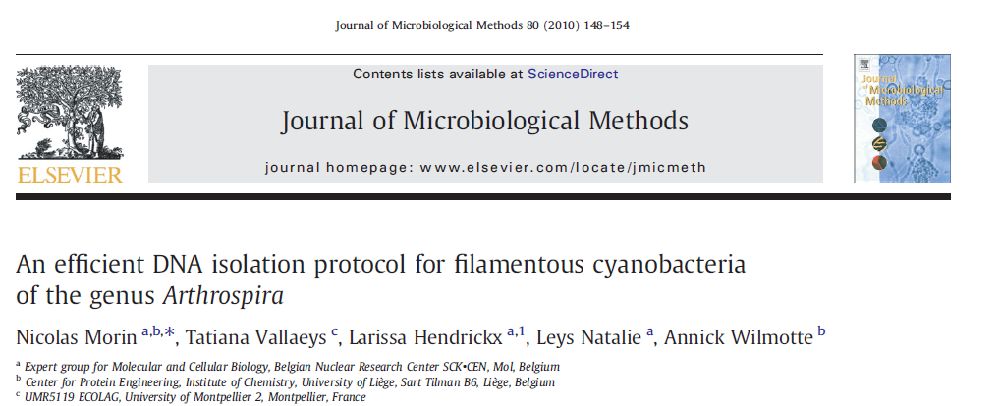 Journal of Microbiological Methods 80 (2010) 148–154
Contents lists available at ScienceDirect
Journal of Microbiological Methods
journal homepage: www.elsevier.com/locate/jmicmeth
ELSEVIER
Journal
of Microbiological
Methods
An efficient DNA isolation protocol for filamentous cyanobacteria
of the genus Arthrospira
Nicolas Morin a,b,*, Tatiana Vallaeys c, Larissa Hendrickx a,1, Leys Natalie a, Annick Wilmotte b
a Expert group for Molecular and Cellular Biology, Belgian Nuclear Research Center SCK•CEN, Mol, Belgium
b Center for Protein Engineering, Institute of Chemistry, University of Liège, Sart Tilman B6, Liège, Belgium
c UMR5119 ECOLAG, University of Montpellier 2, Montpellier, France